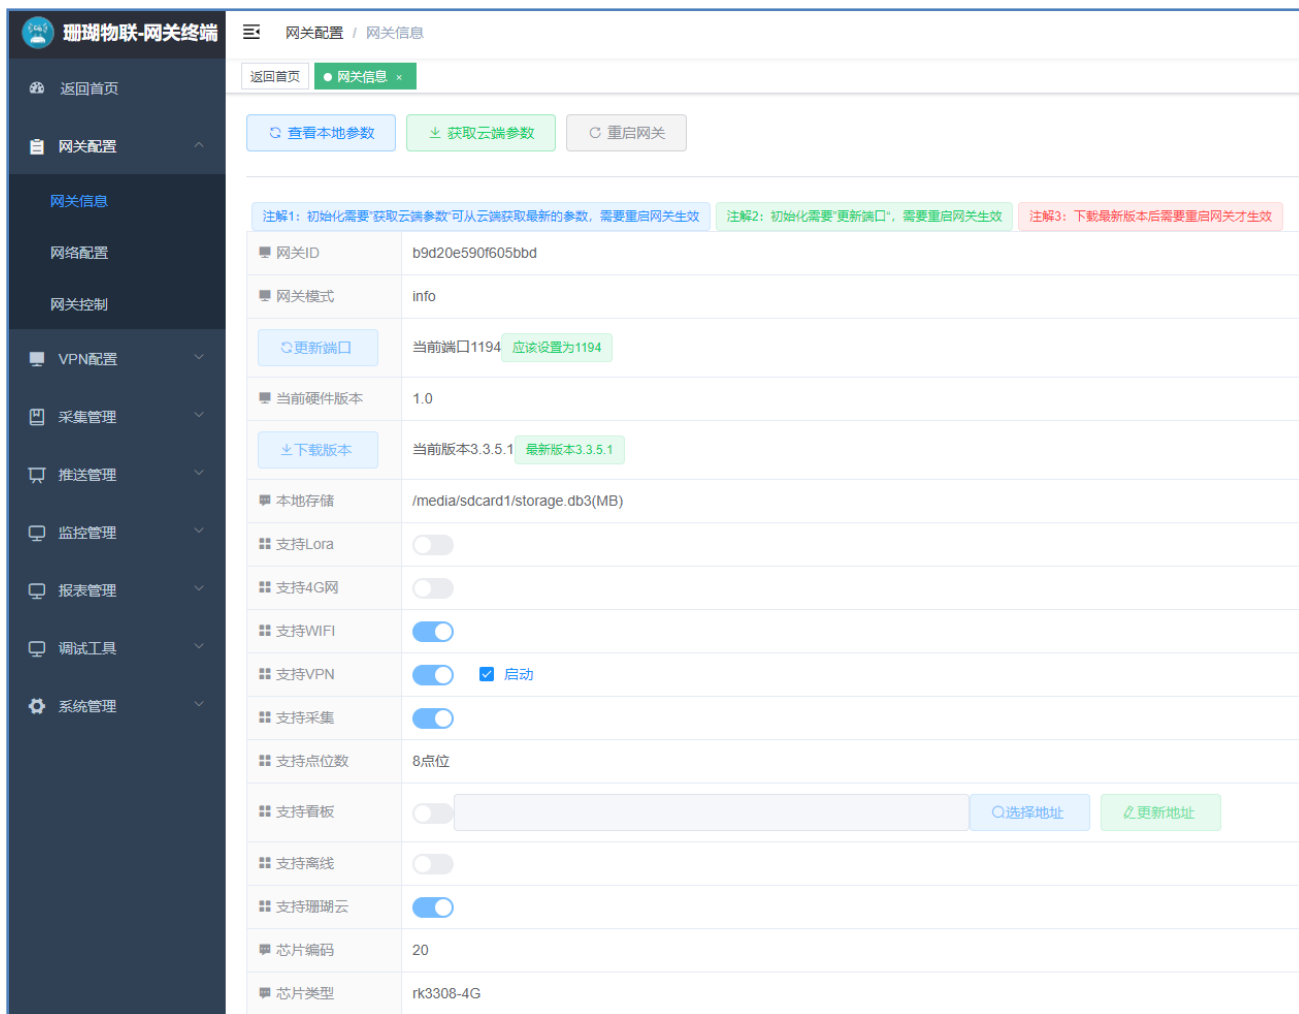 珊瑚物联-网关终端
网关配置 / 网关信息
返回首页 网关信息 ×
返回首页
网关配置
网关信息
网络配置
网关控制
VPN配置
采集管理
推送管理
监控管理
报表管理
调试工具
系统管理
查看本地参数 获取云端参数 重启网关
注解1：初始化需要"获取云端参数"可从云端获取最新的参数，需要重启网关生效 注解2：初始化需要"更新端口"，需要重启网关生效 注解3：下载最新版本后需要重启网关才生效
网关ID b9d20e590f605bbd
网关模式 info
更新端口 当前端口1194 应该设置为1194
当前硬件版本 1.0
下载版本 当前版本3.3.5.1 最新版本3.3.5.1
本地存储 /media/sdcard1/storage.db3(MB)
支持Lora
支持4G网
支持WIFI
支持VPN 启动
支持采集
支持点位数 8点位
支持看板 选择地址 更新地址
支持离线
支持珊瑚云
芯片编码 20
芯片类型 rk3308-4G